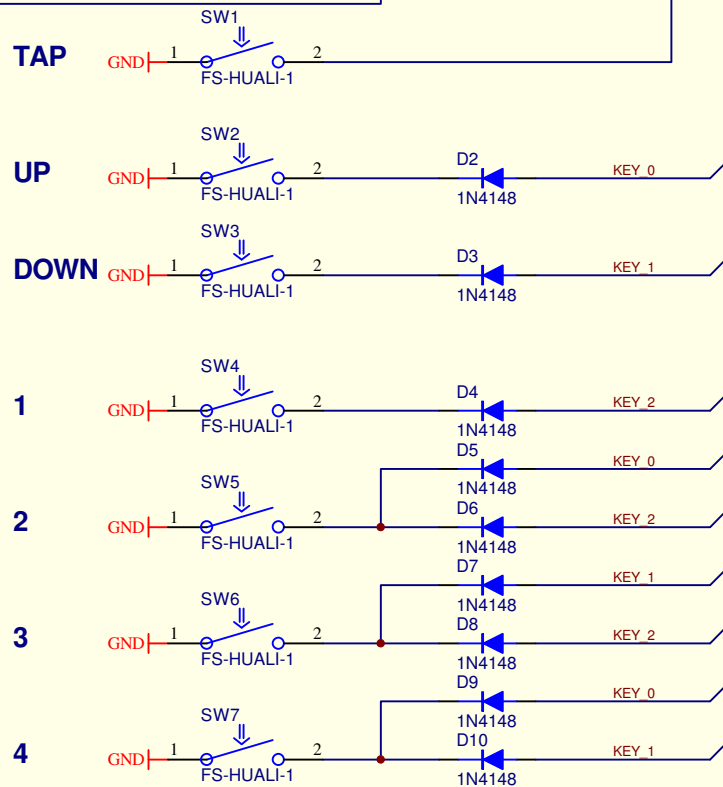 SW1
TAP GND 1 2
FS-HUALI-1
SW2
D2
UP GND 1 2 KEY_0
FS-HUALI-1 1N4148
SW3
D3
DOWN GND 1 2 KEY_1
FS-HUALI-1 1N4148
SW4
D4
1 GND 1 2 KEY_2
FS-HUALI-1 1N4148
D5
KEY_0
SW5 1N4148
D6
2 GND 1 2 KEY_2
FS-HUALI-1 1N4148
D7
KEY_1
SW6 1N4148
D8
3 GND 1 2 KEY_2
FS-HUALI-1 1N4148
D9
KEY_0
SW7 1N4148
D10
4 GND 1 2 KEY_1
FS-HUALI-1 1N4148